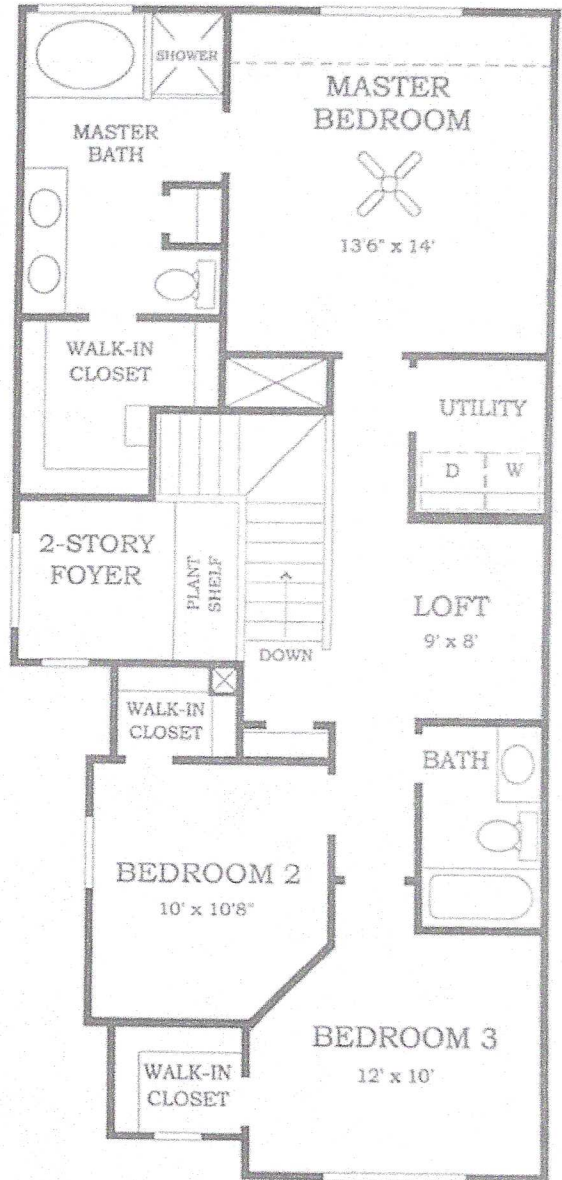 SHOWER
MASTER
BEDROOM
MASTER
BATH
13'6" x 14'
WALK-IN
CLOSET
UTILITY
D W
2-STORY
FOYER
PLANT
SHELF
LOFT
9' x 8'
DOWN
WALK-IN
CLOSET
BATH
BEDROOM 2
10' x 10'8"
BEDROOM 3
12' x 10'
WALK-IN
CLOSET